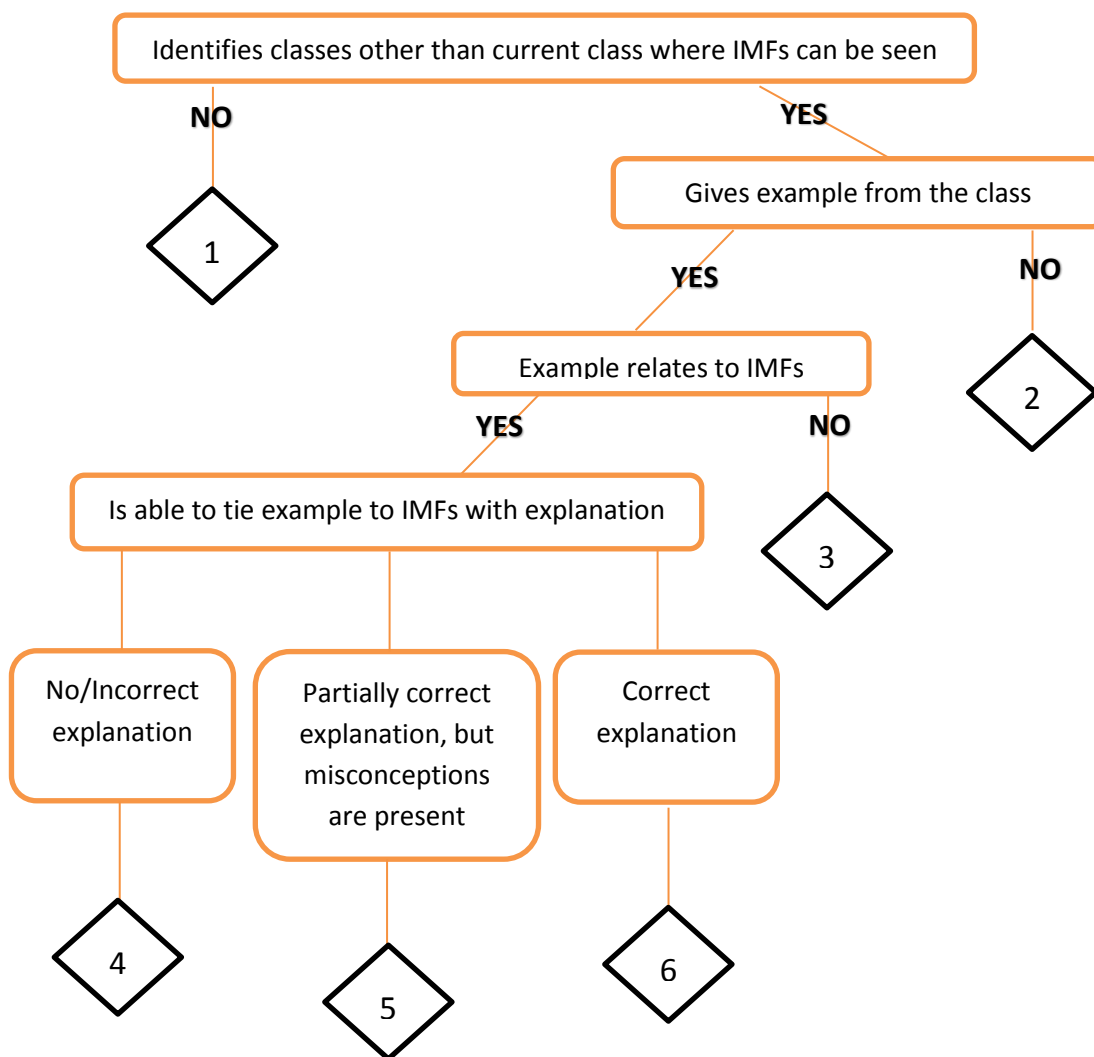 Identifies classes other than current class where IMFs can be seen
NO
YES
Gives example from the class
1
YES
NO
Example relates to IMFs
2
YES
NO
Is able to tie example to IMFs with explanation
3
No/Incorrect
explanation
Partially correct
explanation, but
misconceptions
are present
Correct
explanation
4
5
6